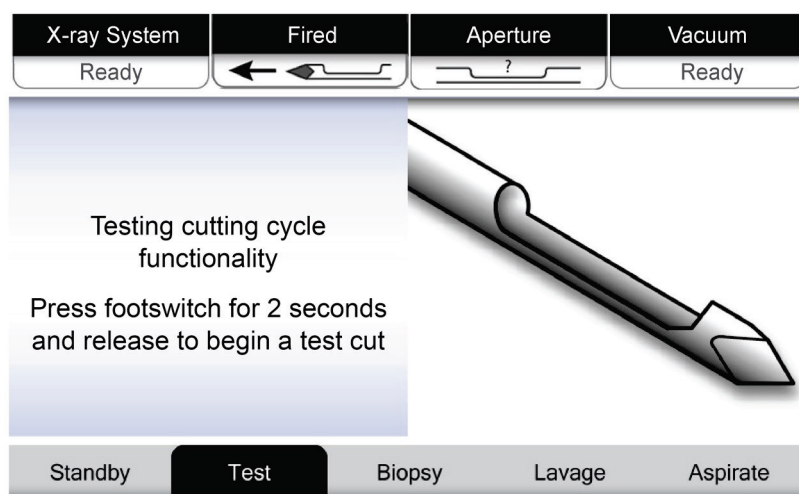 X-ray System Fired Aperture Vacuum
Ready ? Ready
Testing cutting cycle
functionality
Press footswitch for 2 seconds
and release to begin a test cut
Standby Test Biopsy Lavage Aspirate